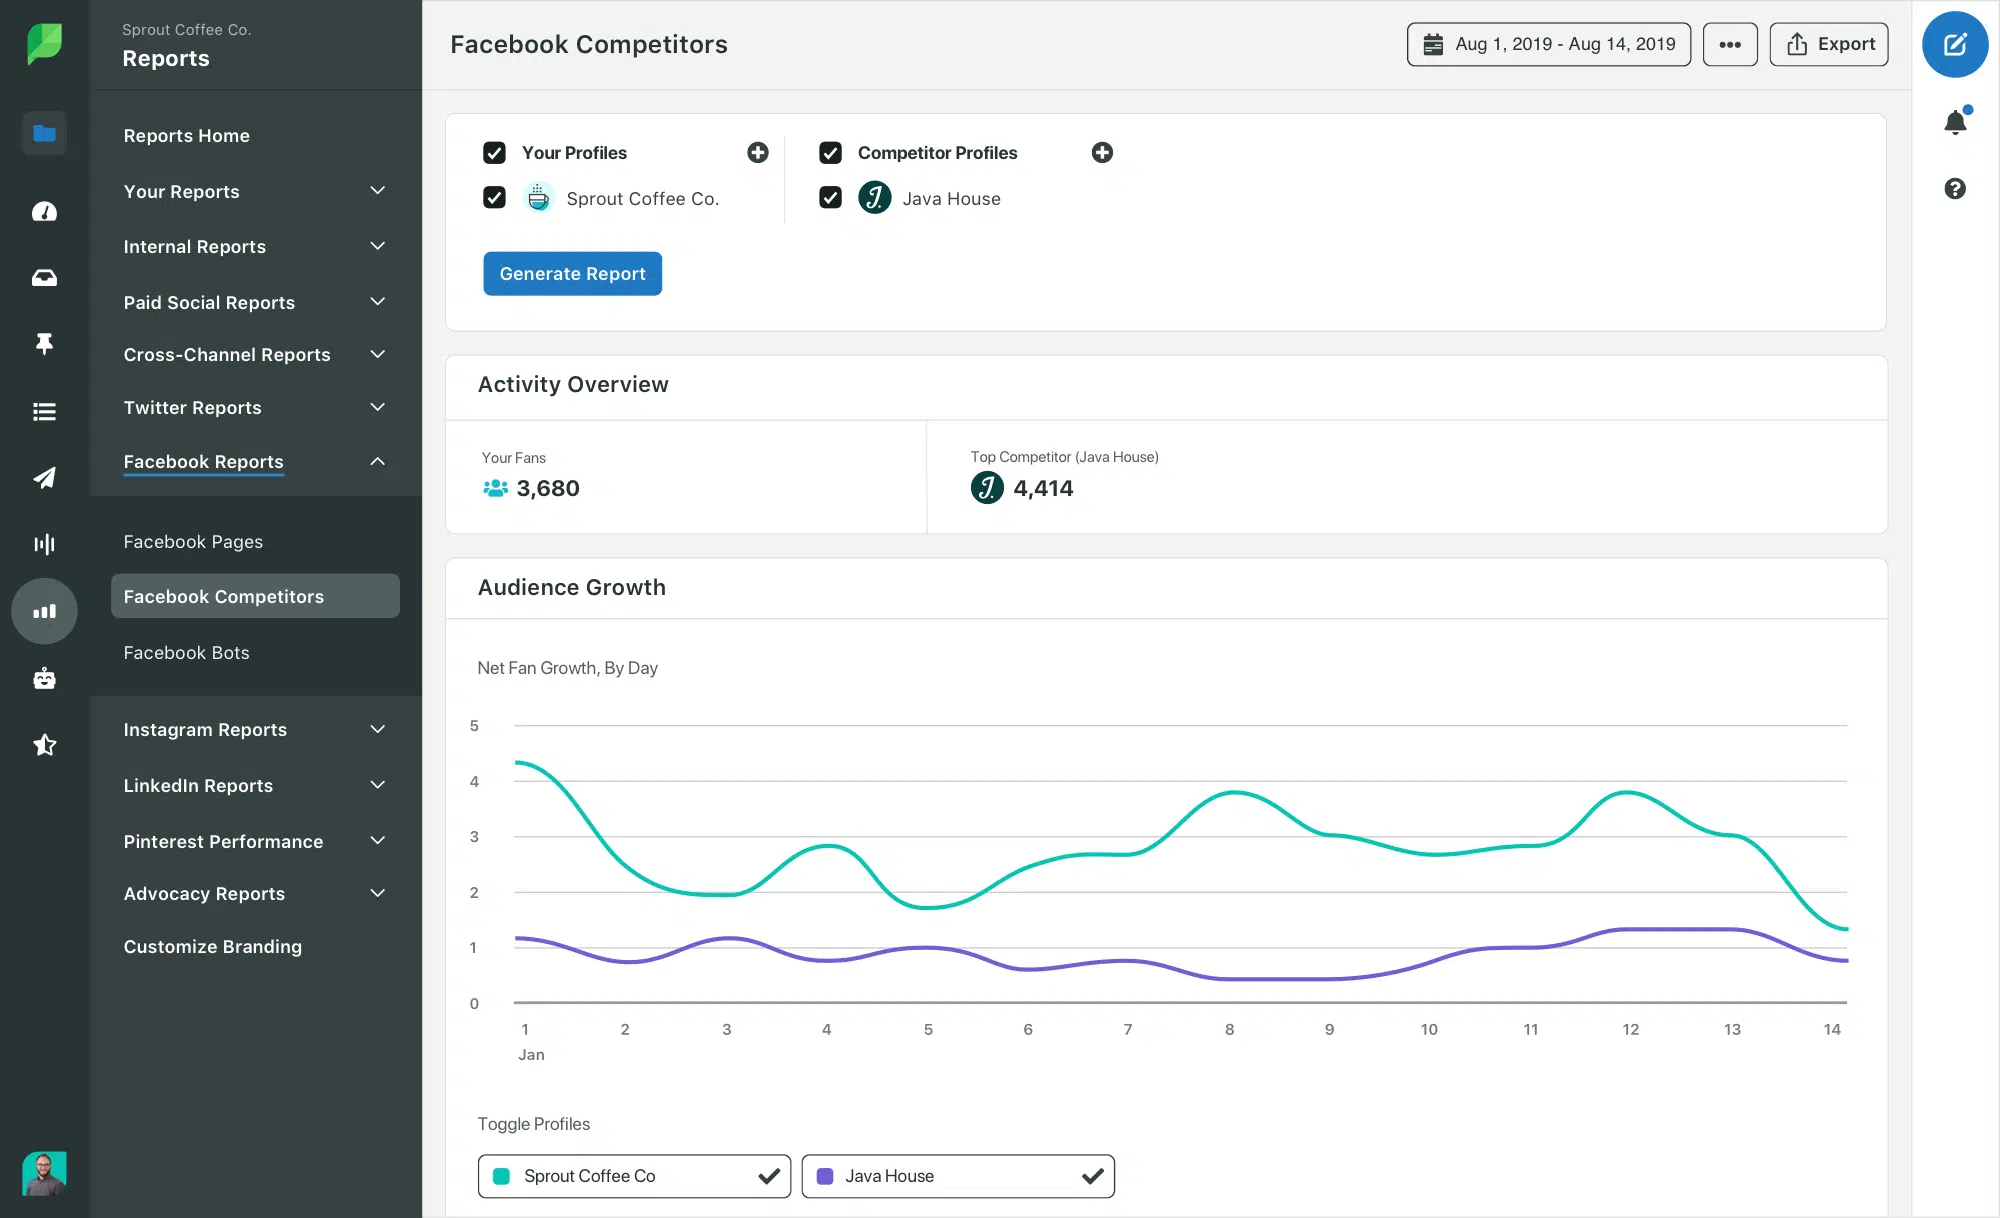 Sprout Coffee Co.
Reports
Reports Home
Your Reports
Internal Reports
Paid Social Reports
Cross-Channel Reports
Twitter Reports
Facebook Reports
Facebook Pages
Facebook Competitors
Facebook Bots
Instagram Reports
LinkedIn Reports
Pinterest Performance
Advocacy Reports
Customize Branding
Facebook Competitors
Aug 1, 2019 - Aug 14, 2019
Export
Your Profiles
Sprout Coffee Co.
Competitor Profiles
J.
Java House
Generate Report
Activity Overview
Your Fans
3,680
Top Competitor (Java House)
J.
4,414
Audience Growth
Net Fan Growth, By Day
5
4
3
2
1
0
1 2 3 4 5 6 7 8 9 10 11 12 13 14
Jan
Toggle Profiles
Sprout Coffee Co
Java House